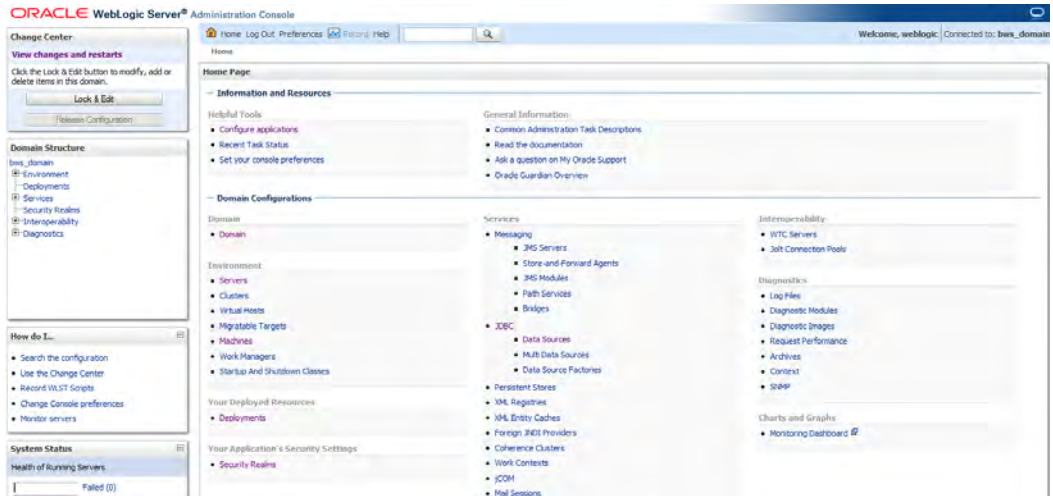 ORACLE WebLogic Server® Administration Console
Change Center
View changes and restarts
Click the Lock & Edit button to modify, add or
delete items in this domain.
Lock & Edit
Release Configuration
Domain Structure
bws_domain
Environment
Deployments
Services
Security Realms
Interoperability
Diagnostics
How do I...
Search the configuration
Use the Change Center
Record WLST Scripts
Change Console preferences
Monitor servers
System Status
Health of Running Servers
Failed (0)
Home Log Out Preferences Record Help
Welcome, weblogic Connected to: bws_domain
Home
Home Page
Information and Resources
Helpful Tools
Configure applications
Recent Task Status
Set your console preferences
General Information
Common Administration Task Descriptions
Read the documentation
Ask a question on My Oracle Support
Oracle Guardian Overview
Domain Configurations
Domain
Domain
Environment
Servers
Clusters
Virtual Hosts
Migratable Targets
Machines
Work Managers
Startup And Shutdown Classes
Your Deployed Resources
Deployments
Your Application's Security Settings
Security Realms
Services
Messaging
JMS Servers
Store-and-Forward Agents
JMS Modules
Path Services
Bridges
JDBC
Data Sources
Multi Data Sources
Data Source Factories
Persistent Stores
XML Registries
XML Entity Caches
Foreign JNDI Providers
Coherence Clusters
Work Contexts
jCOM
Mail Sessions
Interoperability
WTC Servers
Jolt Connection Pools
Diagnostics
Log Files
Diagnostic Modules
Diagnostic Images
Request Performance
Archives
Context
SNMP
Charts and Graphs
Monitoring Dashboard